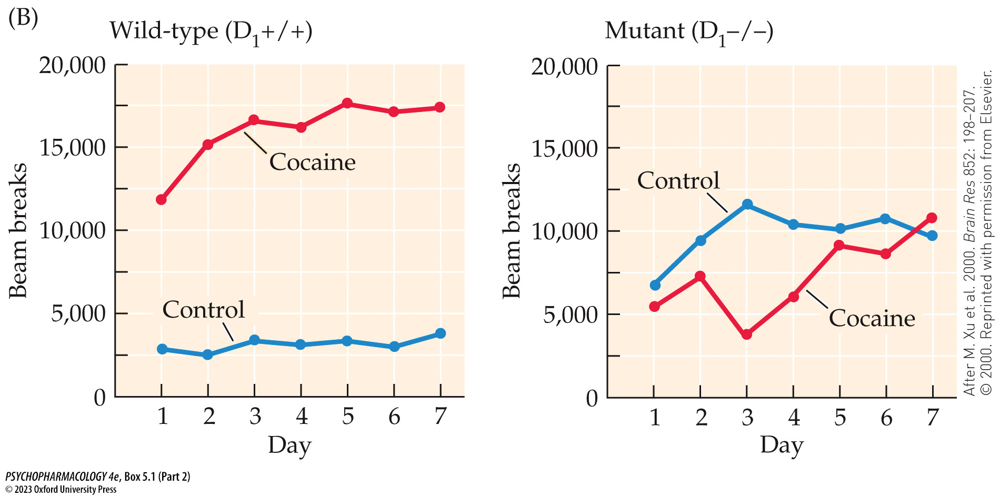 (B)
Wild-type (D₁+/+)
20,000
15,000
10,000
5,000
0
Beam breaks
Cocaine
Control
1 2 3 4 5 6 7
Day
Mutant (D₁–/–)
20,000
15,000
10,000
5,000
0
Beam breaks
Control
Cocaine
1 2 3 4 5 6 7
Day
After M. Xu et al. 2000. Brain Res 852: 198–207.
© 2000. Reprinted with permission from Elsevier.
PSYCHOPHARMACOLOGY 4e, Box 5.1 (Part 2)
© 2023 Oxford University Press